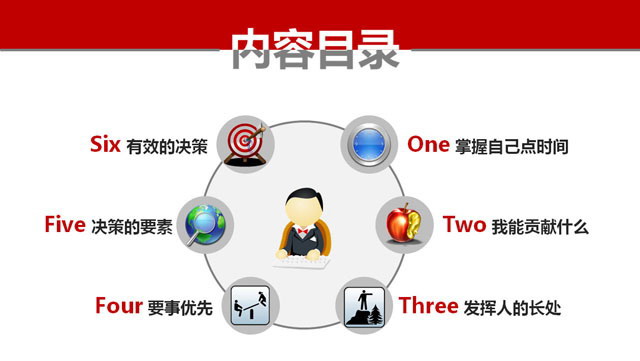 内容目录
One 掌握自己点时间
Two 我能贡献什么
Three 发挥人的长处
Four 要事优先
Five 决策的要素
Six 有效的决策